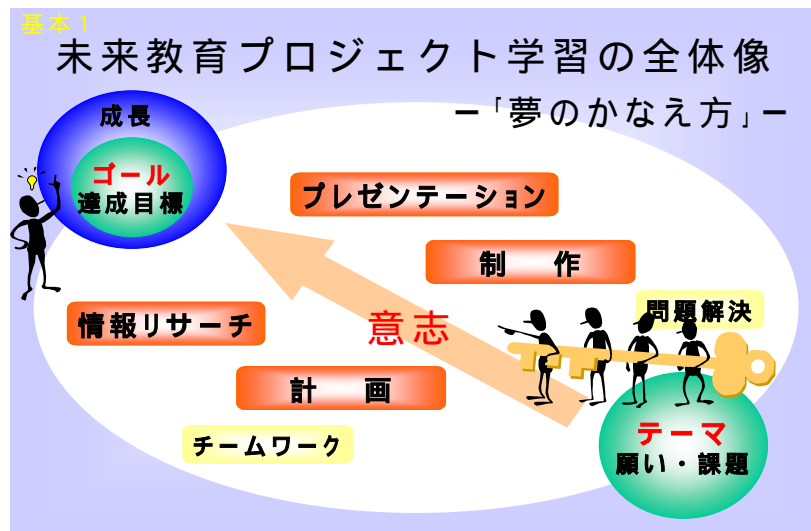 基本1
未来教育プロジェクト学習の全体像
－「夢のかなえ方」－
成長
ゴール
達成目標
プレゼンテーション
制　作
問題解決
情報リサーチ
意志
計　画
チームワーク
テーマ
願い・課題